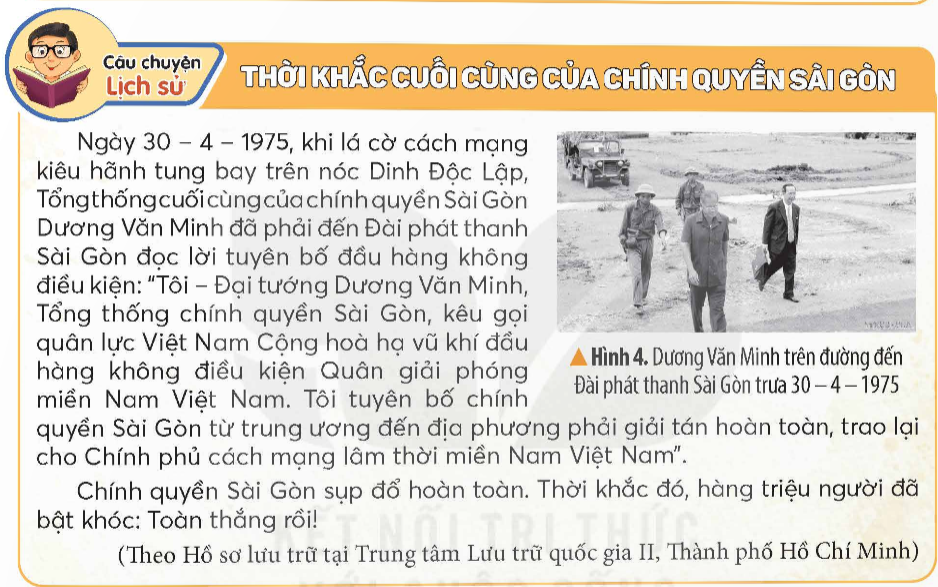 Câu chuyện
Lịch sử
THỜI KHẮC CUỐI CÙNG CỦA CHÍNH QUYỀN SÀI GÒN
Ngày 30 – 4 – 1975, khi lá cờ cách mạng
kiêu hãnh tung bay trên nóc Dinh Độc Lập,
Tổng thống cuối cùng của chính quyền Sài Gòn
Dương Văn Minh đã phải đến Đài phát thanh
Sài Gòn đọc lời tuyên bố đầu hàng không
điều kiện: “Tôi – Đại tướng Dương Văn Minh,
Tổng thống chính quyền Sài Gòn, kêu gọi
quân lực Việt Nam Cộng hoà hạ vũ khí đầu
hàng không điều kiện Quân giải phóng
miền Nam Việt Nam. Tôi tuyên bố chính
quyền Sài Gòn từ trung ương đến địa phương phải giải tán hoàn toàn, trao lại
cho Chính phủ cách mạng lâm thời miền Nam Việt Nam”.
▲ Hình 4. Dương Văn Minh trên đường đến
Đài phát thanh Sài Gòn trưa 30 – 4 – 1975
Chính quyền Sài Gòn sụp đổ hoàn toàn. Thời khắc đó, hàng triệu người đã
bật khóc: Toàn thắng rồi!
(Theo Hồ sơ lưu trữ tại Trung tâm Lưu trữ quốc gia II, Thành phố Hồ Chí Minh)
KẾT NỐI TRI THỨC